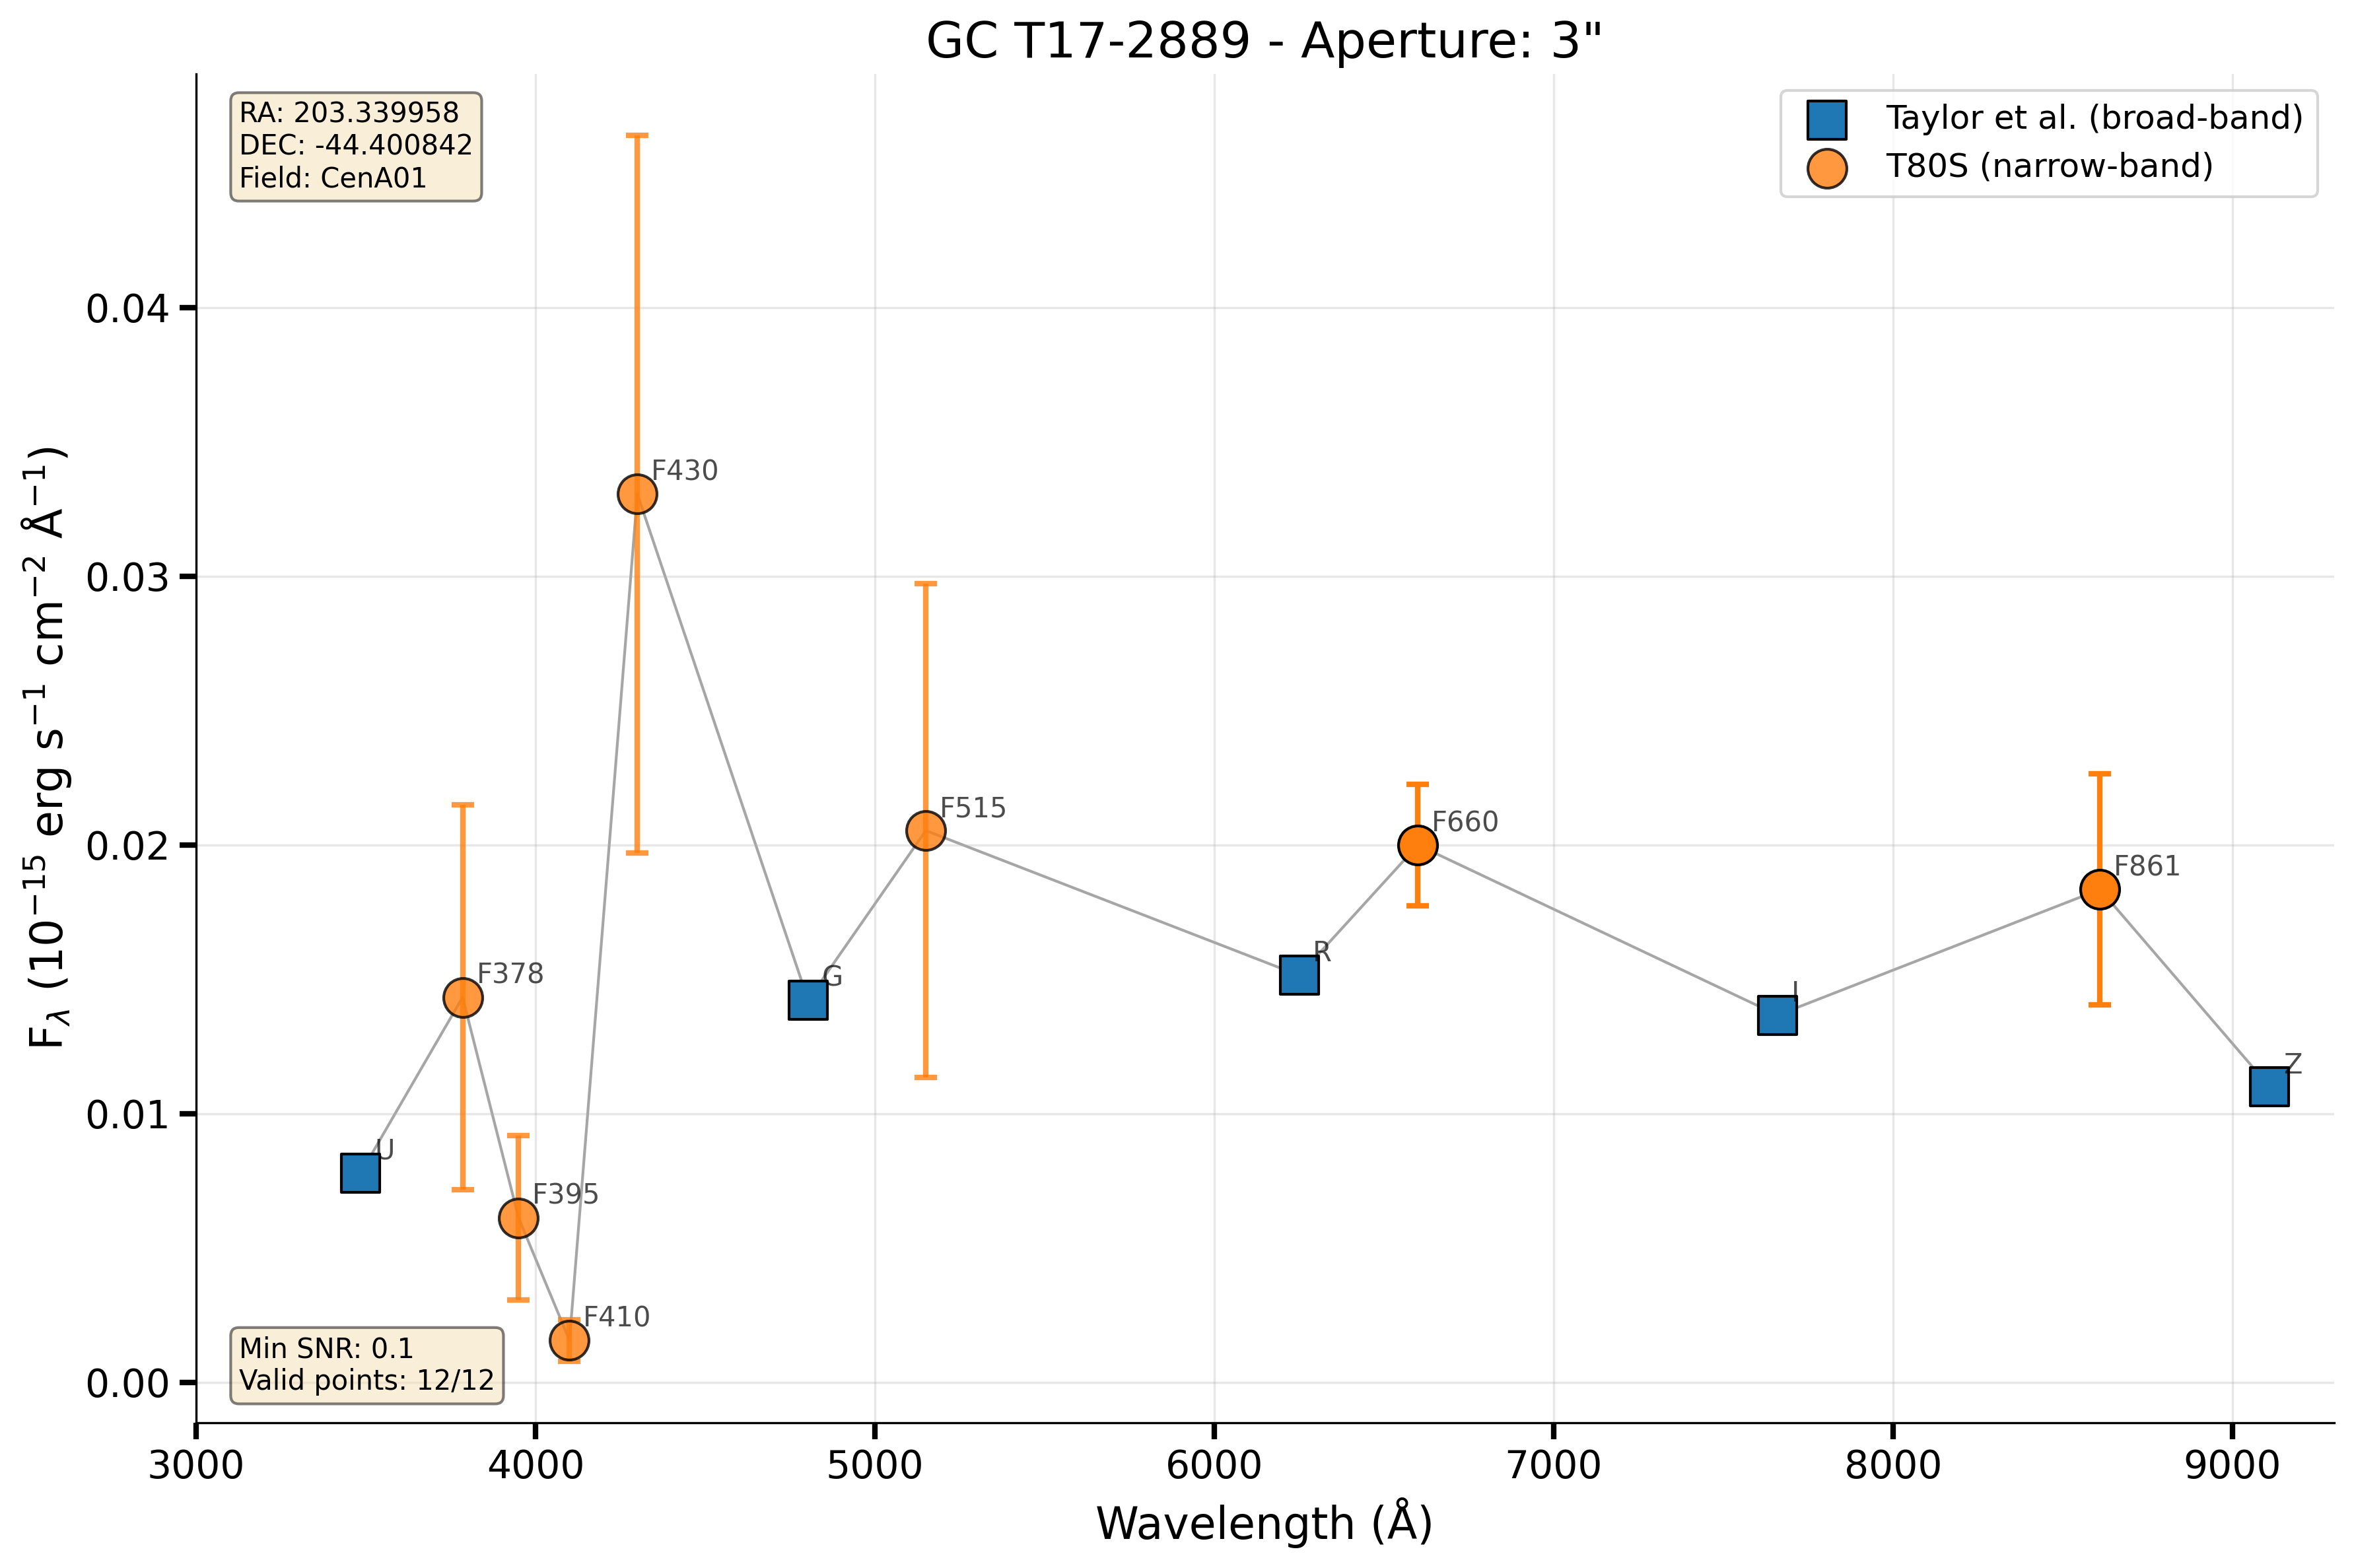 GC T17-2889 - Aperture: 3"
RA: 203.339958
DEC: -44.400842
Field: CenA01
Taylor et al. (broad-band)
T80S (narrow-band)
F$_{\lambda}$ (10$^{-15}$ erg s$^{-1}$ cm$^{-2}$ Å$^{-1}$)
0.04
0.03
0.02
0.01
0.00
U
F378
F395
F410
F430
G
F515
R
F660
I
F861
Z
Min SNR: 0.1
Valid points: 12/12
3000 4000 5000 6000 7000 8000 9000
Wavelength (Å)